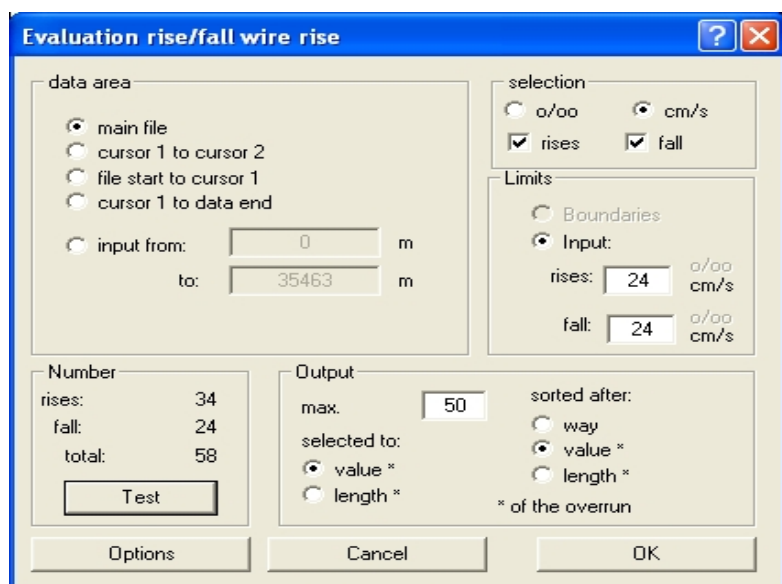 Evaluation rise/fall wire rise
data area
main file
cursor 1 to cursor 2
file start to cursor 1
cursor 1 to data end
input from: 0 m
to: 35463 m
selection
o/oo cm/s
rises fall
Limits
Boundaries
Input:
rises: 24 o/oo
cm/s
fall: 24 o/oo
cm/s
Number
rises: 34
fall: 24
total: 58
Test
Output
max. 50
selected to:
value *
length *
sorted after:
way
value *
length *
* of the overrun
Options
Cancel
OK